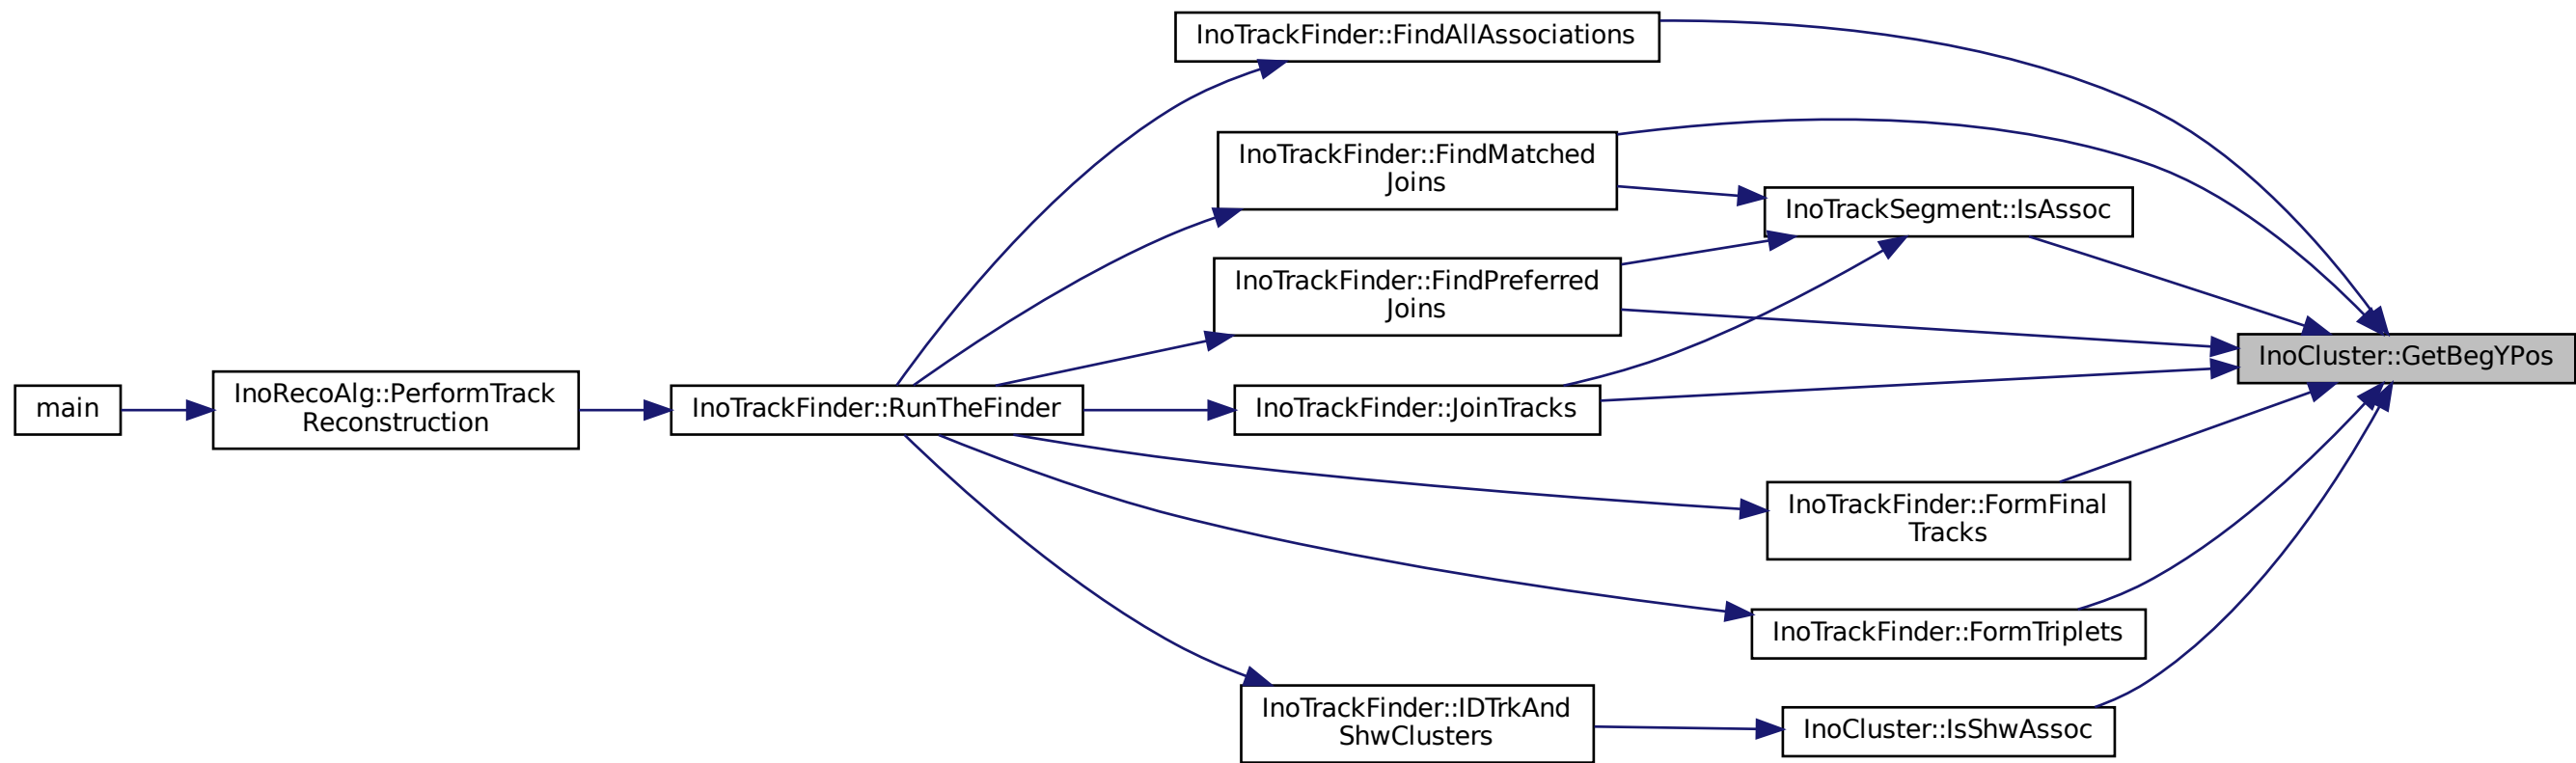 InoTrackFinder::FindAllAssociations
InoTrackFinder::FindMatched
Joins
InoTrackSegment::IsAssoc
InoTrackFinder::FindPreferred
Joins
InoCluster::GetBegYPos
main
InoRecoAlg::PerformTrack
Reconstruction
InoTrackFinder::RunTheFinder
InoTrackFinder::JoinTracks
InoTrackFinder::FormFinal
Tracks
InoTrackFinder::FormTriplets
InoTrackFinder::IDTrkAnd
ShwClusters
InoCluster::IsShwAssoc